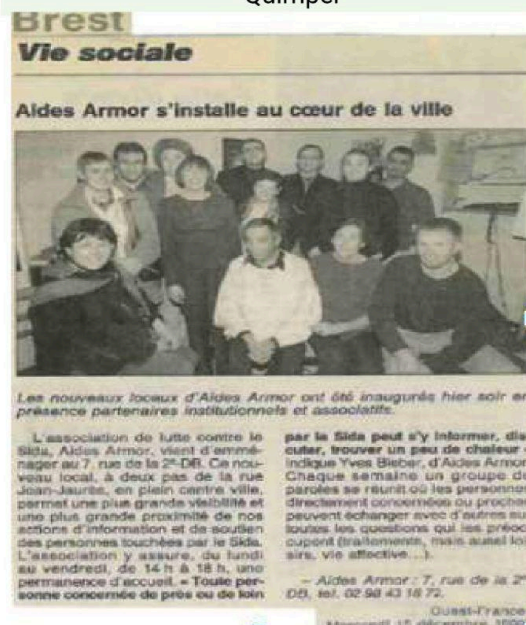 Quimper
Brest
Vie sociale
Aides Armor s'installe au cœur de la ville
Les nouveaux locaux d'Aides Armor ont été inaugurés hier soir en
présence partenaires institutionnels et associatifs.
L'association de lutte contre le
Sida, Aides Armor, vient d'emmé-
nager au 7, rue de la 2e-DB. Ce nou-
veau local, à deux pas de la rue
Jean-Jaurès, en plein centre ville,
permet une plus grande visibilité et
une plus grande proximité de nos
actions d'information et de soutien
des personnes touchées par le Sida.
L'association y assure, du lundi
au vendredi, de 14 h à 18 h, une
permanence d'accueil. « Toute per-
sonne concernée de près ou de loin
par le Sida peut s'y informer, dis
cuter, trouver un peu de chaleur »
indique Yves Bieber, d'Aides Armor
Chaque semaine un groupe de
paroles se réunit où les personnes
directement concernées ou proches
peuvent échanger avec d'autres sur
toutes les questions qui les préoc
cupent (traitements, mais aussi loi
sirs, vie affective...).
– Aides Armor : 7, rue de la 2e
DB, tél. 02 98 43 18 72.
Ouest-France
Mercredi 15 décembre